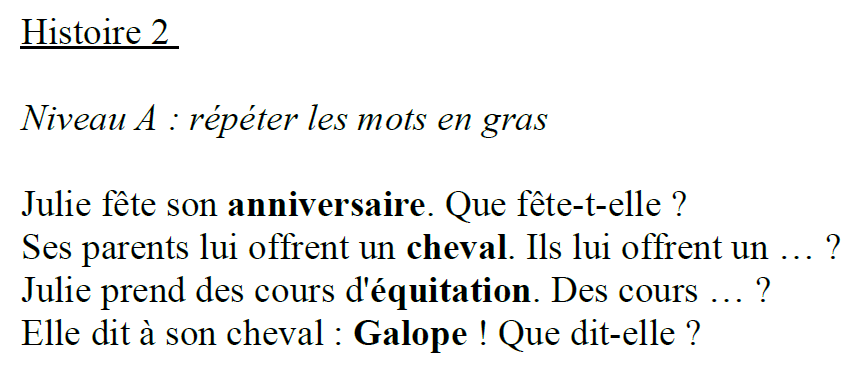 Histoire 2
Niveau A : répéter les mots en gras
Julie fête son anniversaire. Que fête-t-elle ?
Ses parents lui offrent un cheval. Ils lui offrent un … ?
Julie prend des cours d'équitation. Des cours … ?
Elle dit à son cheval : Galope ! Que dit-elle ?